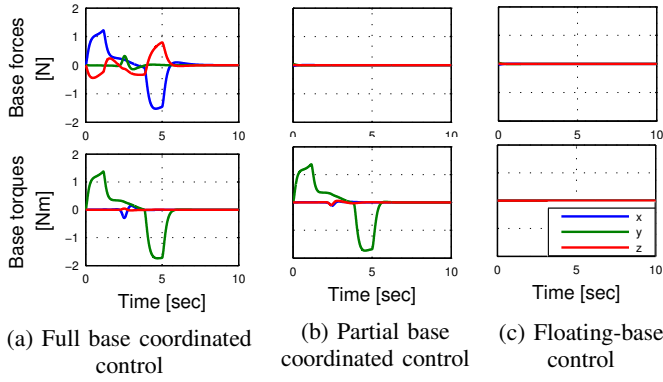 Base forces
[N]
2
1
0
−1
−2
0
5
10
0
5
10
0
5
10
Base torques
[Nm]
2
1
0
−1
−2
0
5
10
0
5
10
0
5
10
x
y
z
Time [sec]
Time [sec]
Time [sec]
(a) Full base coordinated
control
(b) Partial base
coordinated control
(c) Floating-base
control